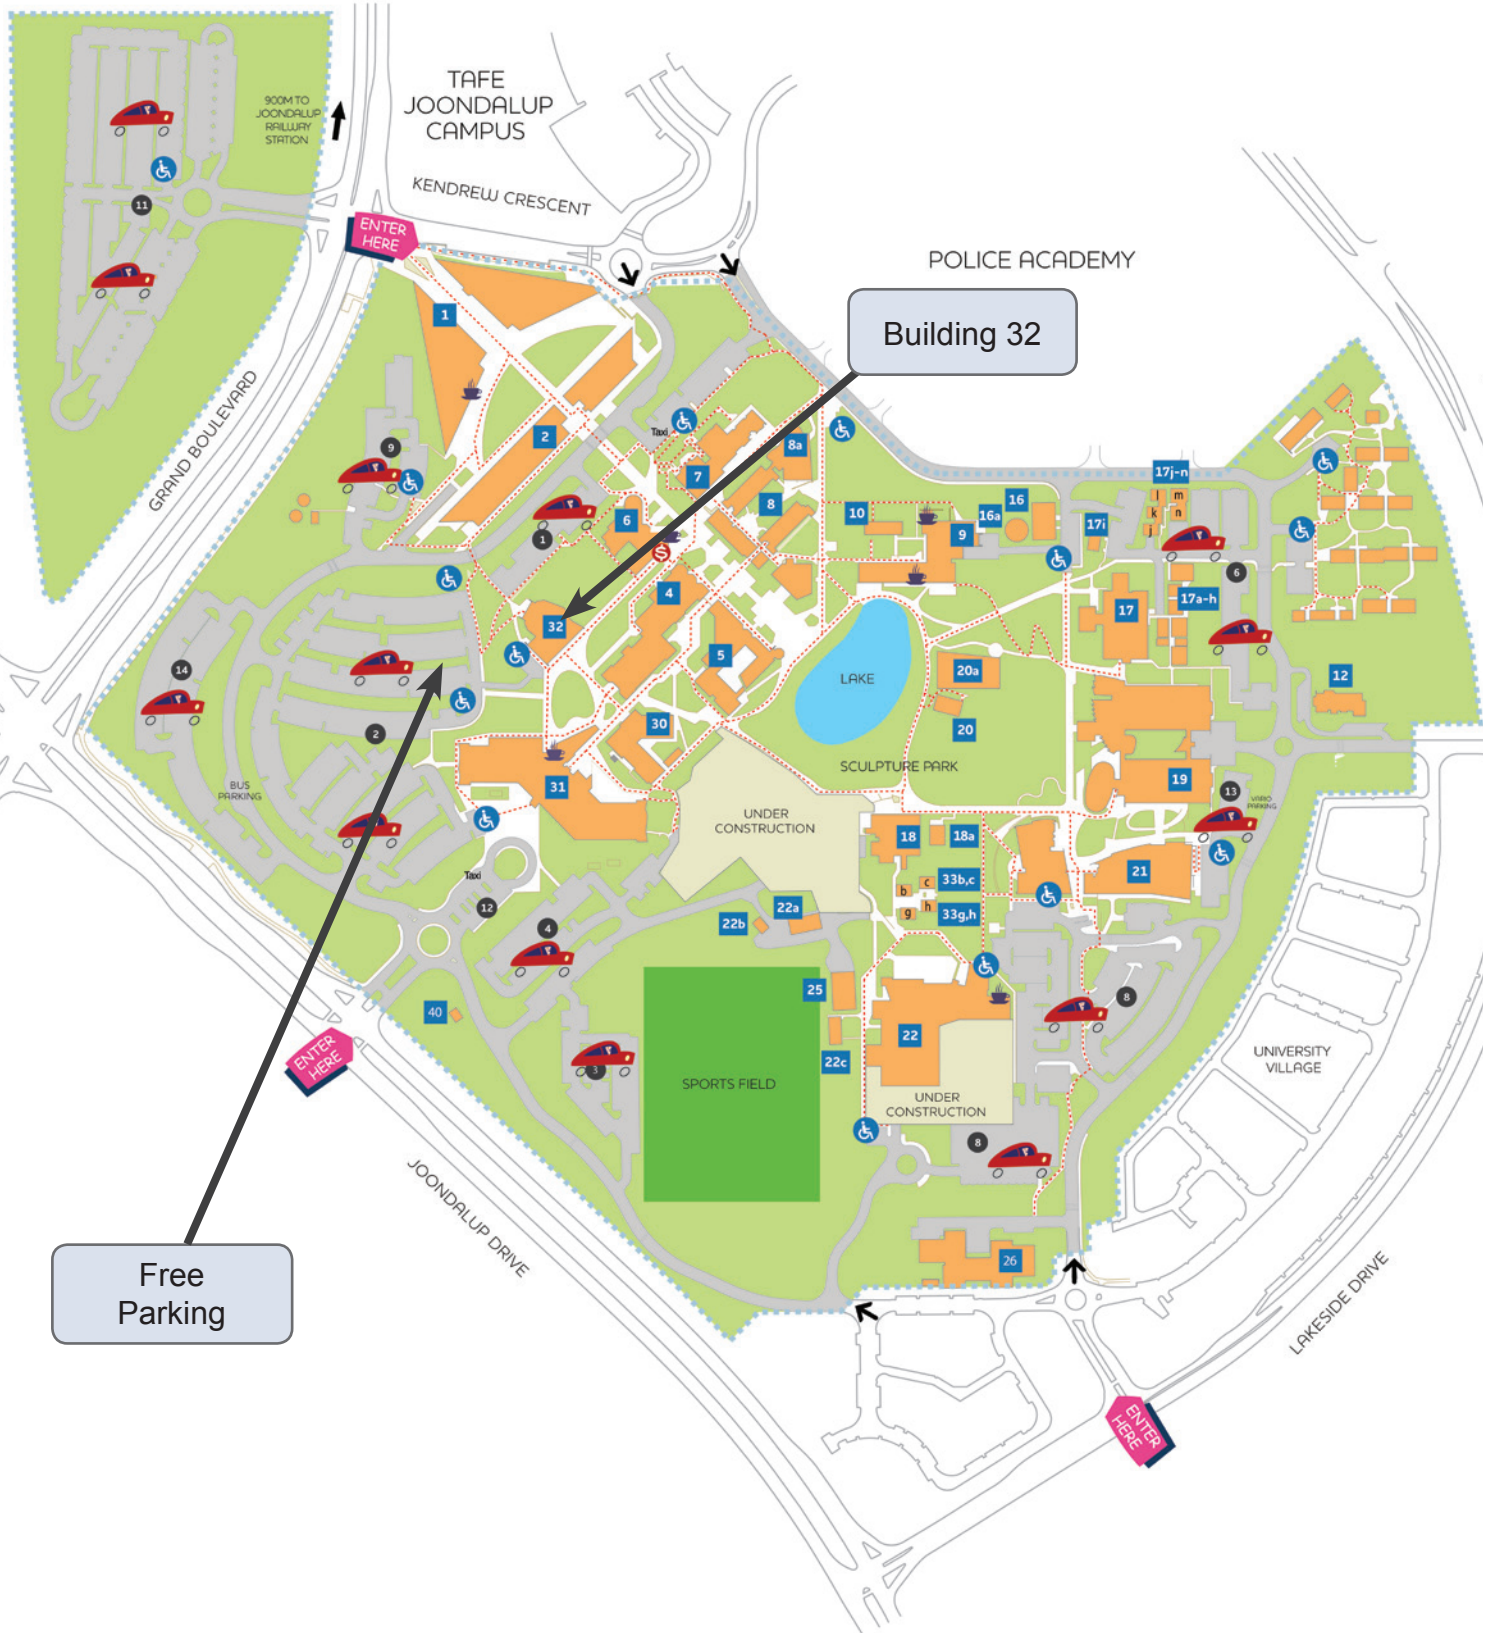 TAFE
JOONDALUP
CAMPUS
900M TO
JOONDALUP
RAILWAY
STATION
KENDREW CRESCENT
11
ENTER
HERE
POLICE ACADEMY
Building 32
1
GRAND BOULEVARD
9
2
Taxi
7
8a
8
6
1
10
16
16a
9
17i
17j-n
l
m
k
n
j
6
17a-h
17
12
4
32
5
14
2
30
31
LAKE
20a
20
SCULPTURE PARK
19
13
VARIO
PARKING
BUS
PARKING
UNDER
CONSTRUCTION
18
18a
33b,c
c
b
h
g
33g,h
21
Taxi
12
4
22b
22a
25
40
3
SPORTS FIELD
22c
22
UNDER
CONSTRUCTION
8
8
UNIVERSITY
VILLAGE
ENTER
HERE
JOONDALUP DRIVE
Free
Parking
26
LAKESIDE DRIVE
ENTER
HERE